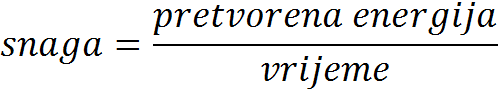 snaga = pretvorena energija / vrijeme